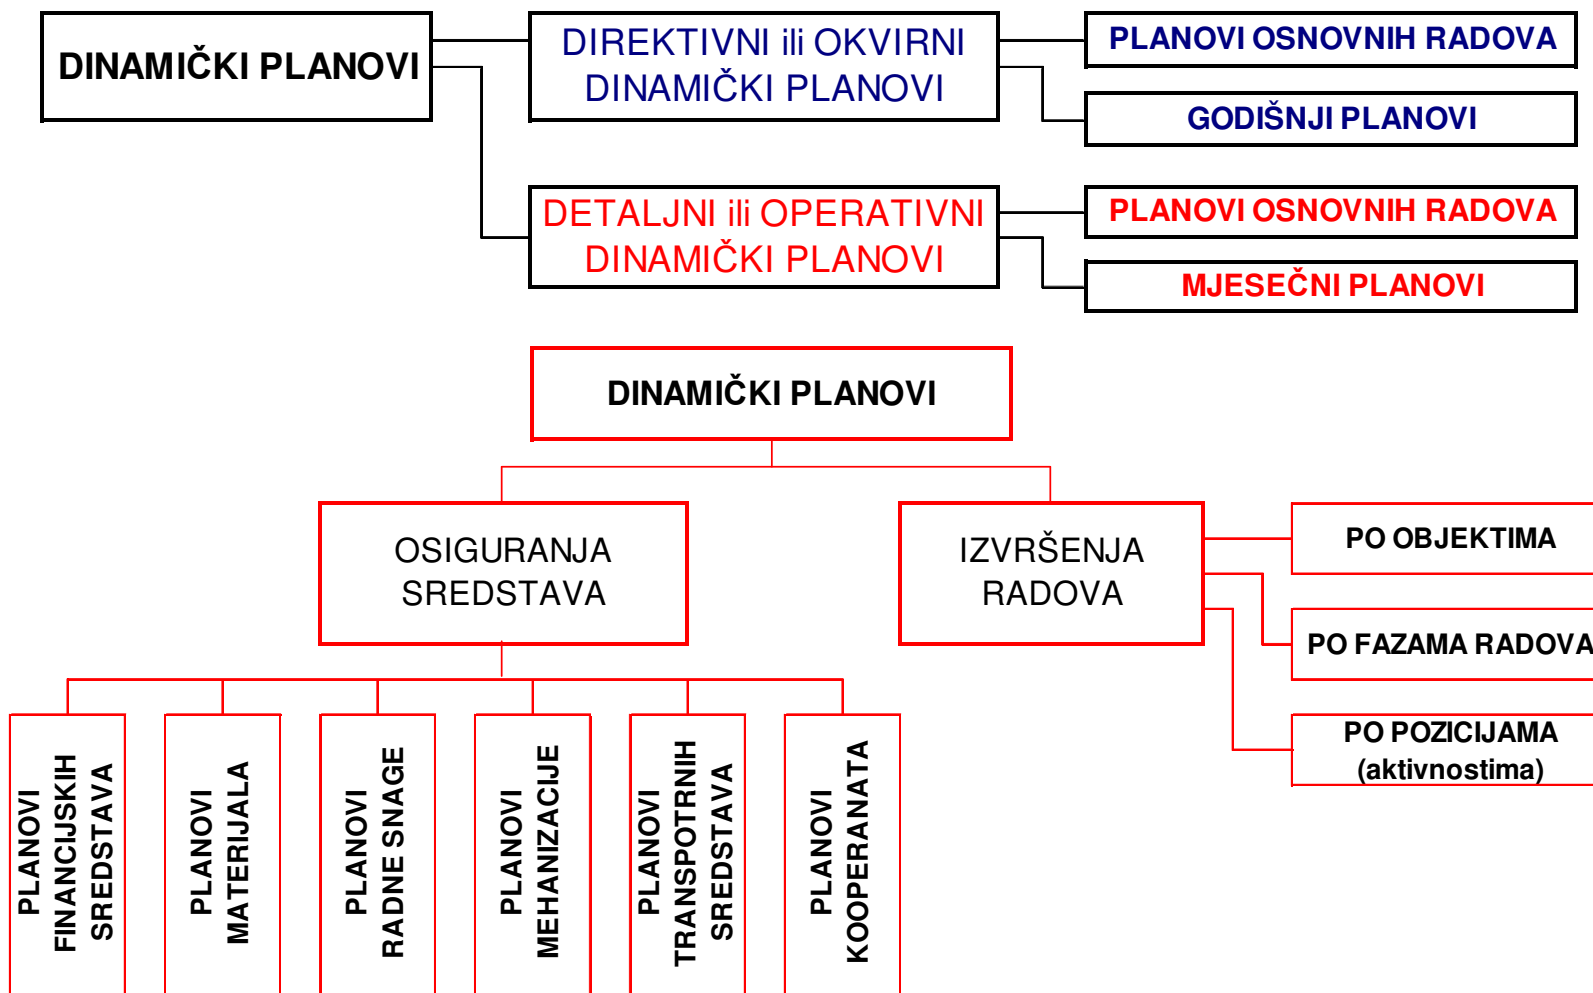 DINAMIČKI PLANOVI
DIREKTIVNI ili OKVIRNI
DINAMIČKI PLANOVI
PLANOVI OSNOVNIH RADOVA
GODIŠNJI PLANOVI
DETALJNI ili OPERATIVNI
DINAMIČKI PLANOVI
PLANOVI OSNOVNIH RADOVA
MJESEČNI PLANOVI
DINAMIČKI PLANOVI
OSIGURANJA
SREDSTAVA
IZVRŠENJA
RADOVA
PO OBJEKTIMA
PO FAZAMA RADOVA
PO POZICIJAMA
(aktivnostima)
PLANOVI
FINANCIJSKIH
SREDSTAVA
PLANOVI
MATERIJALA
PLANOVI
RADNE SNAGE
PLANOVI
MEHANIZACIJE
PLANOVI
TRANSPOTRNIH
SREDSTAVA
PLANOVI
KOOPERANATA